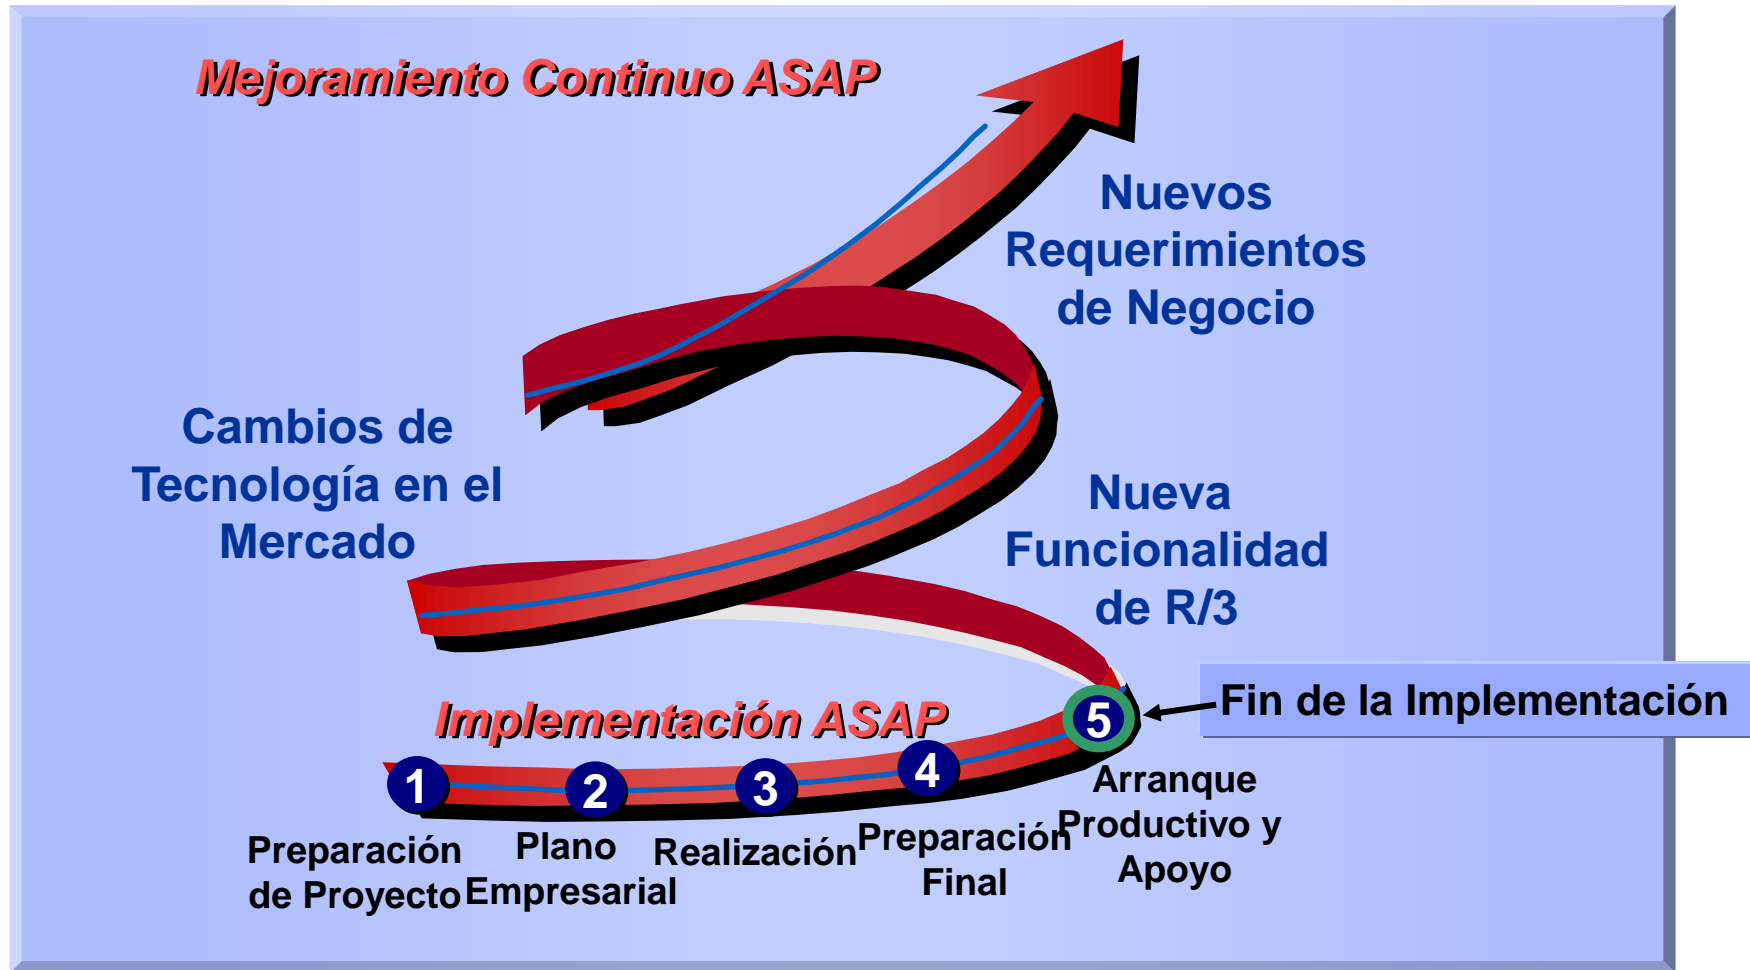 Mejoramiento Continuo ASAP
Nuevos
Requerimientos
de Negocio
Cambios de
Tecnología en el
Mercado
Nueva
Funcionalidad
de R/3
Fin de la Implementación
Implementación ASAP
1
2
3
4
5
Preparación
de Proyecto
Plano
Empresarial
Realización
Preparación
Final
Arranque
Productivo y
Apoyo